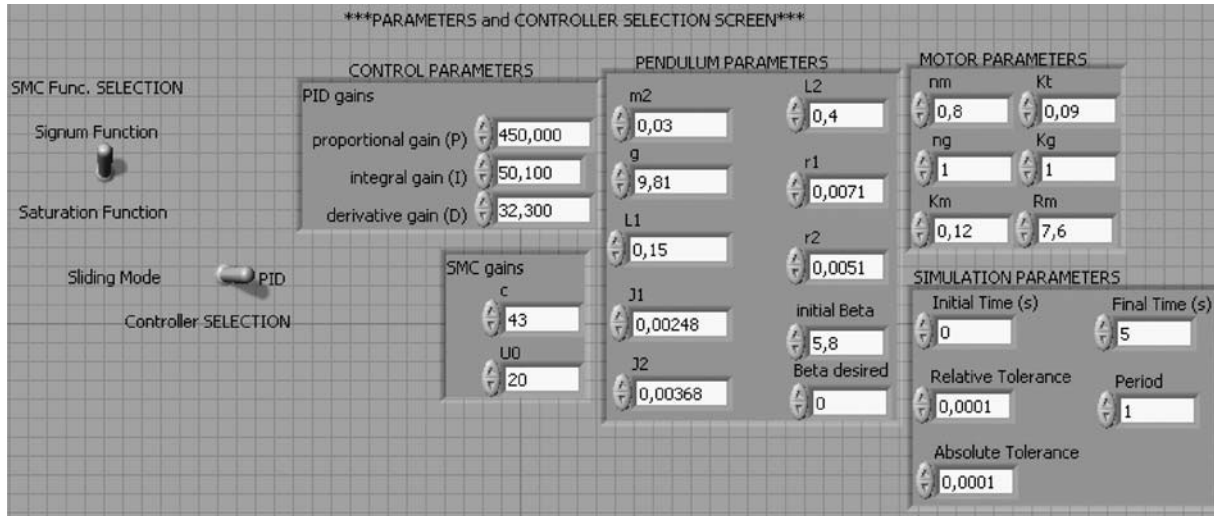 ***PARAMETERS and CONTROLLER SELECTION SCREEN***
SMC Func. SELECTION
Signum Function
Saturation Function
Sliding Mode
PID
Controller SELECTION
CONTROL PARAMETERS
PID gains
proportional gain (P) 450,000
integral gain (I) 50,100
derivative gain (D) 32,300
SMC gains
c
43
U0
20
PENDULUM PARAMETERS
m2
0,03
g
9,81
L1
0,15
J1
0,00248
J2
0,00368
L2
0,4
r1
0,0071
r2
0,0051
initial Beta
5,8
Beta desired
0
MOTOR PARAMETERS
nm Kt
0,8 0,09
ng Kg
1 1
Km Rm
0,12 7,6
SIMULATION PARAMETERS
Initial Time (s) Final Time (s)
0 5
Relative Tolerance Period
0,0001 1
Absolute Tolerance
0,0001